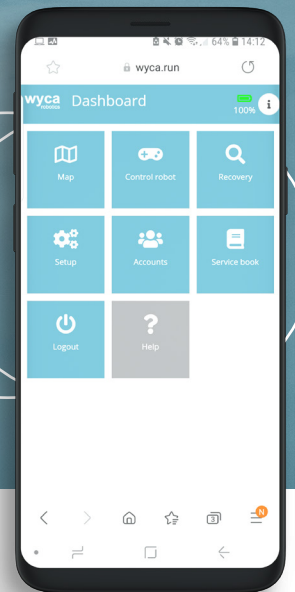 64% 14:12
wyca.run
wyca Dashboard
robotics
100% i
Map Control robot Recovery
Setup Accounts Service book
Logout ? Help
3 N